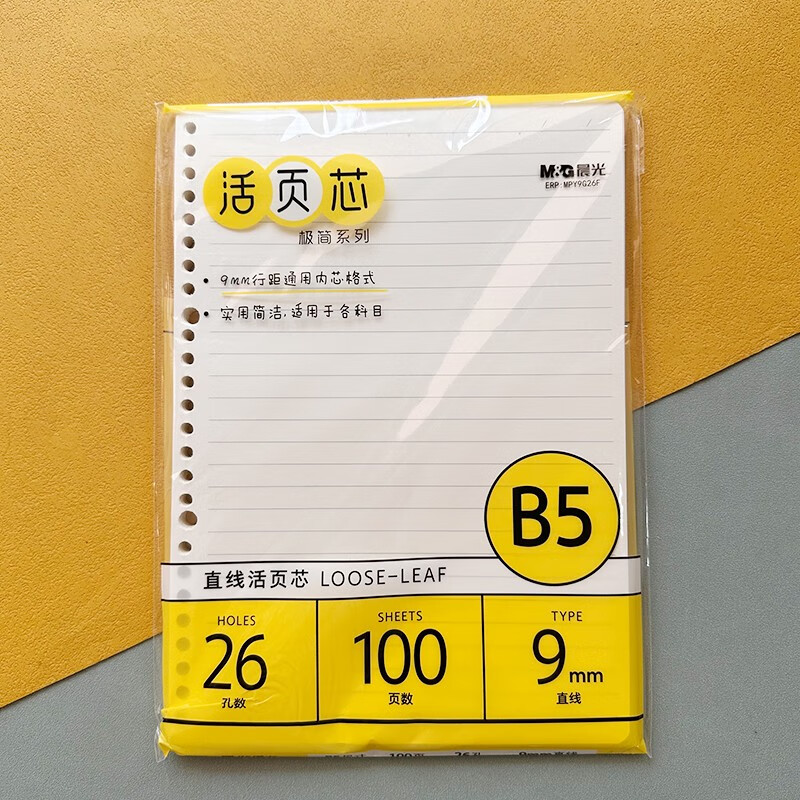 活页芯
极简系列
M&G晨光
ERP:MPY9G26F
• 9mm行距通用内芯格式
• 实用简洁,适用于各科目
B5
直线活页芯 LOOSE-LEAF
HOLES
26
孔数
SHEETS
100
页数
TYPE
9mm
直线